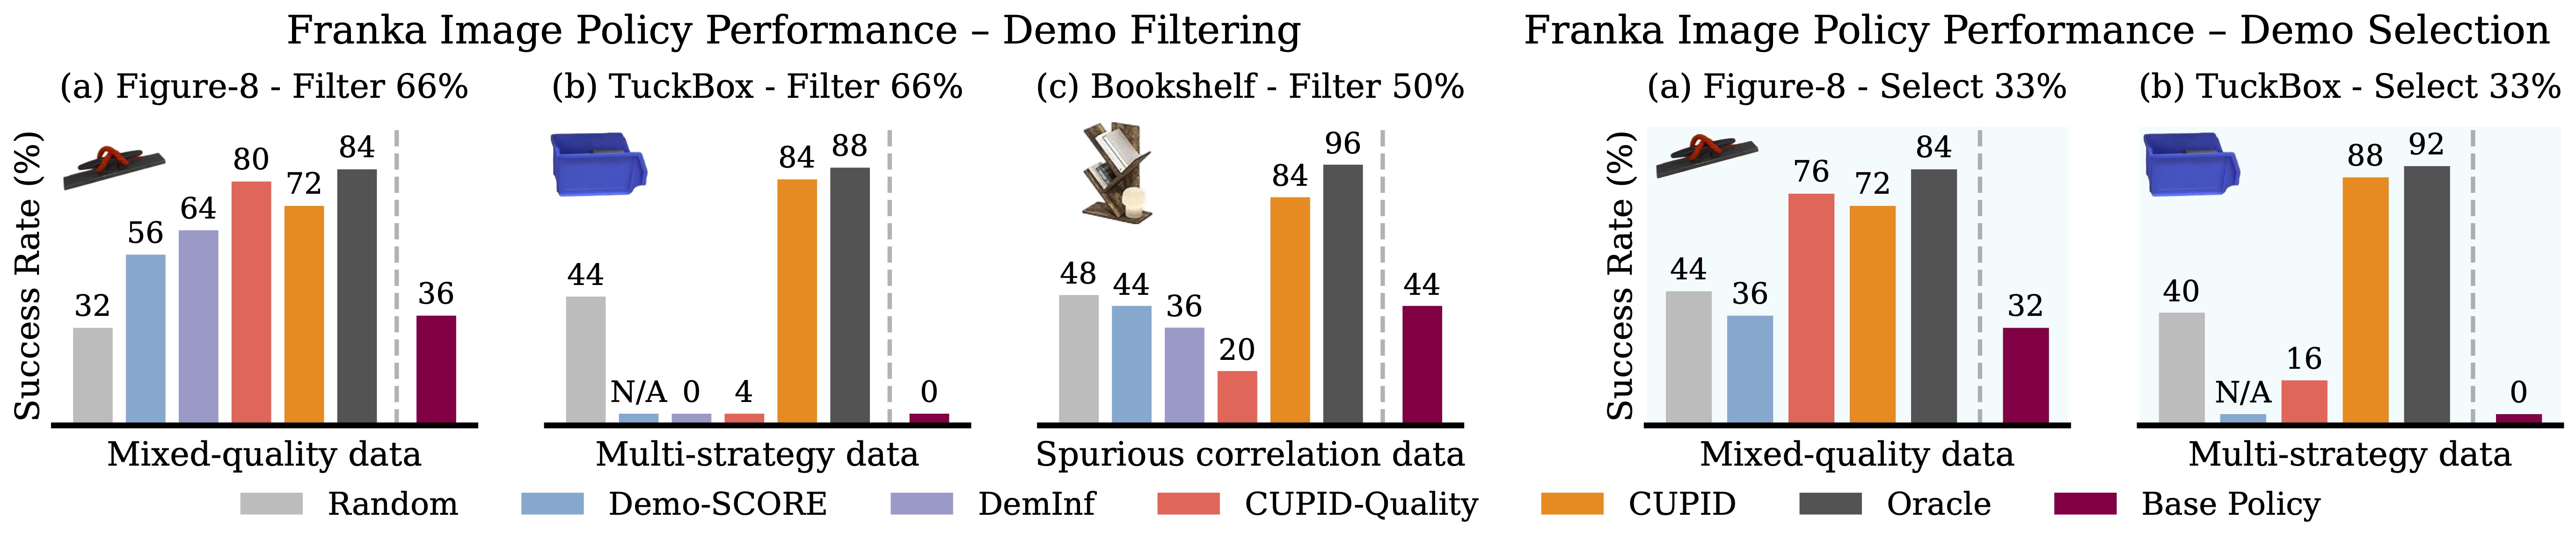 Franka Image Policy Performance – Demo Filtering
(a) Figure-8 - Filter 66%
Success Rate (%)
32
56
64
80
72
84
36
Mixed-quality data
(b) TuckBox - Filter 66%
44
N/A
0
4
84
88
0
Multi-strategy data
(c) Bookshelf - Filter 50%
48
44
36
20
84
96
44
Spurious correlation data
Franka Image Policy Performance – Demo Selection
(a) Figure-8 - Select 33%
Success Rate (%)
44
36
76
72
84
32
Mixed-quality data
(b) TuckBox - Select 33%
40
N/A
16
88
92
0
Multi-strategy data
Random
Demo-SCORE
DemInf
CUPID-Quality
CUPID
Oracle
Base Policy